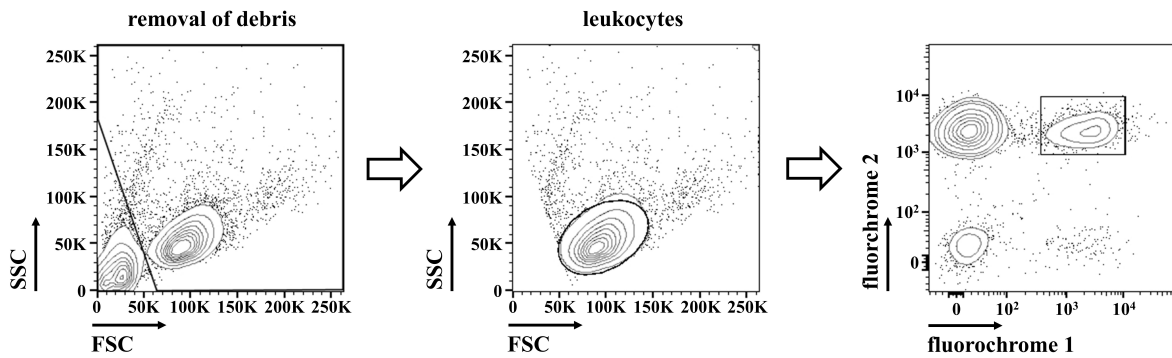 removal of debris
250K
200K
150K
100K
50K
0
SSC
0 50K 100K 150K 200K 250K
FSC
leukocytes
250K
200K
150K
100K
50K
0
SSC
0 50K 100K 150K 200K 250K
FSC
10⁴
10³
10²
0
fluorchrome 2
0 10² 10³ 10⁴
fluorochrome 1